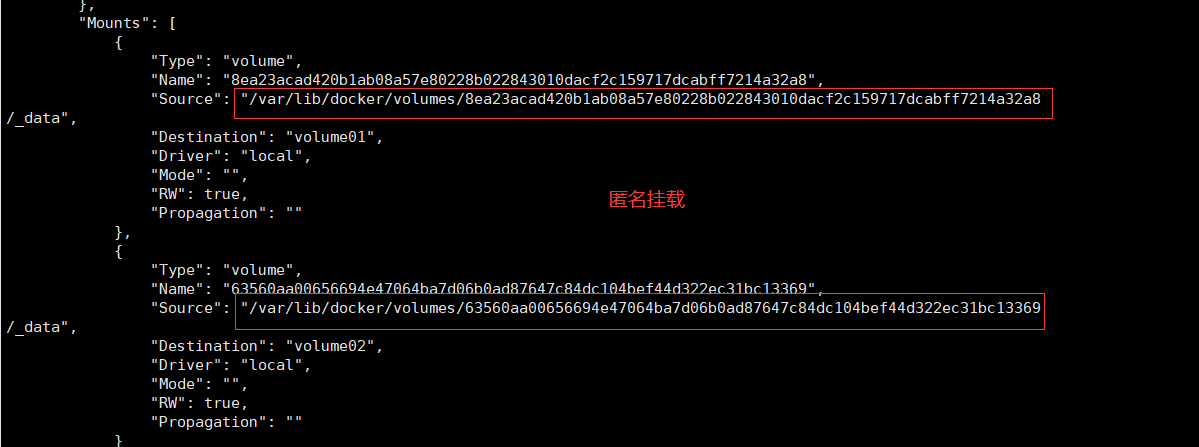 },
"Mounts": [
{
"Type": "volume",
"Name": "8ea23acad420b1ab08a57e80228b022843010dacf2c159717dcabff7214a32a8",
"Source": "/var/lib/docker/volumes/8ea23acad420b1ab08a57e80228b022843010dacf2c159717dcabff7214a32a8
/_data",
"Destination": "volume01",
"Driver": "local",
"Mode": "",
"RW": true,
匿名挂载
"Propagation": ""
},
{
"Type": "volume",
"Name": "63560aa00656694e47064ba7d06b0ad87647c84dc104bef44d322ec31bc13369",
"Source": "/var/lib/docker/volumes/63560aa00656694e47064ba7d06b0ad87647c84dc104bef44d322ec31bc13369
/_data",
"Destination": "volume02",
"Driver": "local",
"Mode": "",
"RW": true,
"Propagation": ""
}